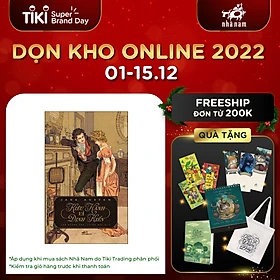 TIKI Super Brand Day
nhã nam
DỌN KHO ONLINE 2022
01-15.12
FREESHIP
ĐƠN TỪ 200K
QUÀ TẶNG
JANE AUSTEN
Kiêu Hãnh
và
Định Kiến
*Áp dụng khi mua sách Nhã Nam do Tiki Trading phân phối
*Kiểm tra giỏ hàng trước khi thanh toán